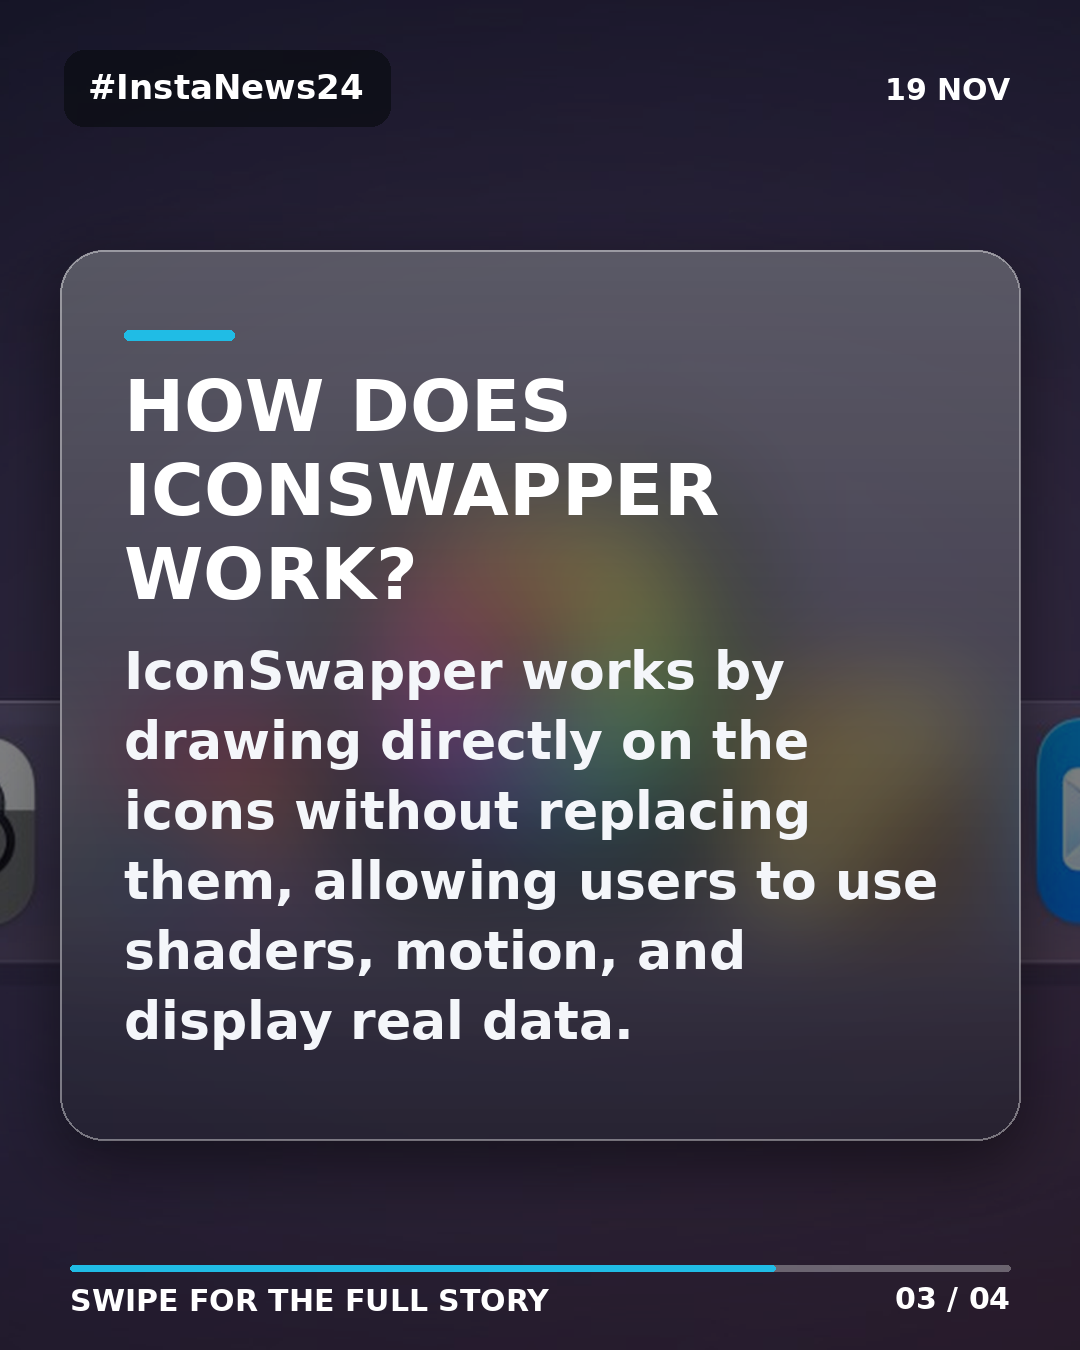 #InstaNews24
19 NOV
HOW DOES
ICONSWAPPER
WORK?
IconSwapper works by
drawing directly on the
icons without replacing
them, allowing users to use
shaders, motion, and
display real data.
SWIPE FOR THE FULL STORY
03 / 04